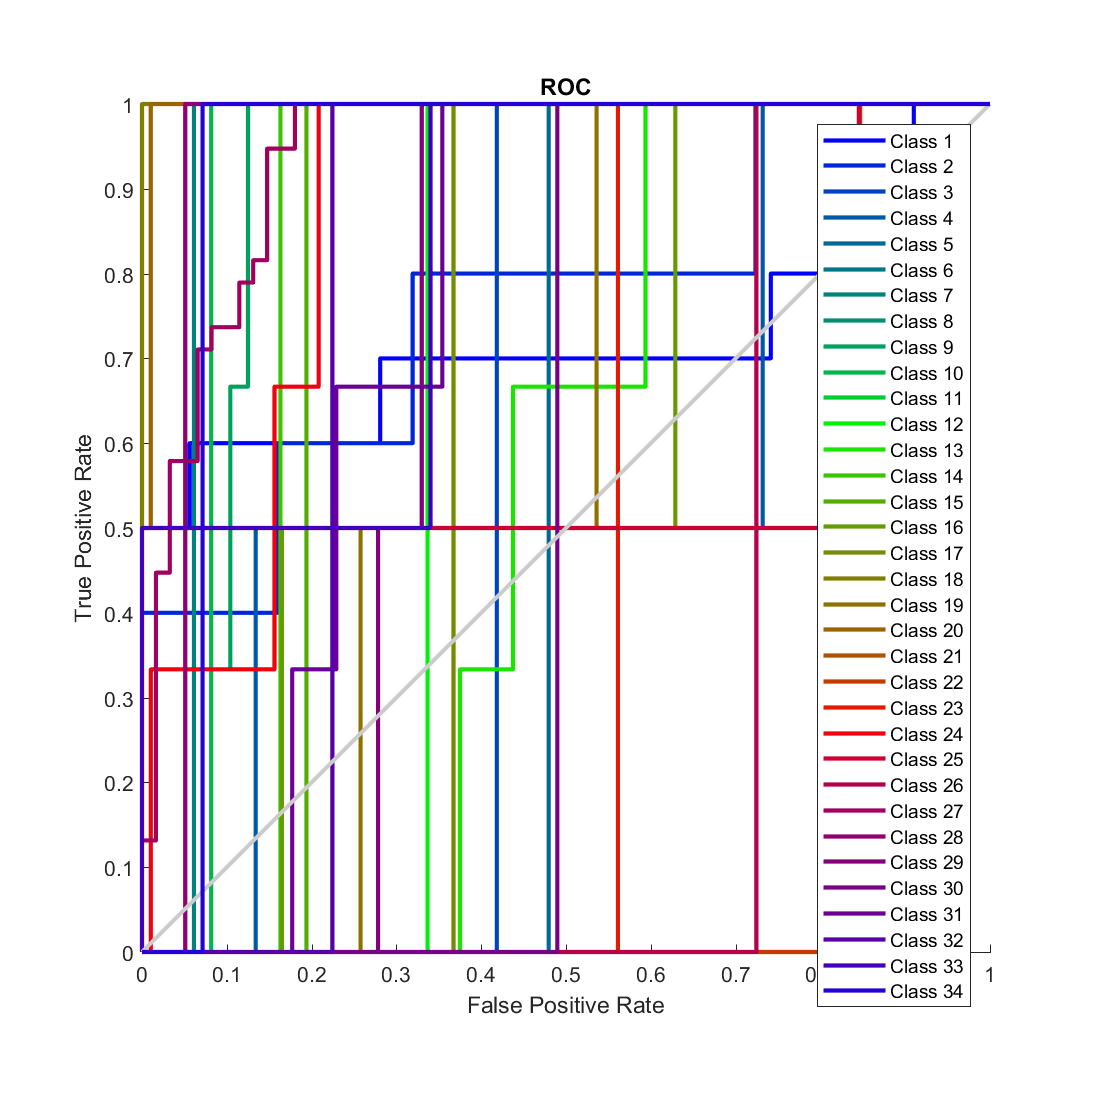 ROC
True Positive Rate
1
0.9
0.8
0.7
0.6
0.5
0.4
0.3
0.2
0.1
0
0 0.1 0.2 0.3 0.4 0.5 0.6 0.7 1
False Positive Rate
Class 1
Class 2
Class 3
Class 4
Class 5
Class 6
Class 7
Class 8
Class 9
Class 10
Class 11
Class 12
Class 13
Class 14
Class 15
Class 16
Class 17
Class 18
Class 19
Class 20
Class 21
Class 22
Class 23
Class 24
Class 25
Class 26
Class 27
Class 28
Class 29
Class 30
Class 31
Class 32
Class 33
Class 34